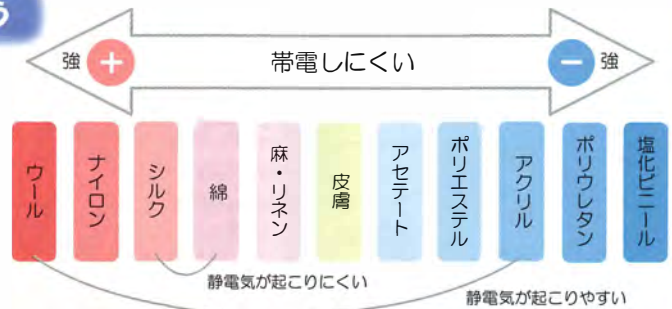 う
強 + 帯電しにくい − 強
ウール
ナイロン
シルク
綿
麻・リネン
皮膚
アセテート
ポリエステル
アクリル
ポリウレタン
塩化ビニール
静電気が起こりにくい
静電気が起こりやすい